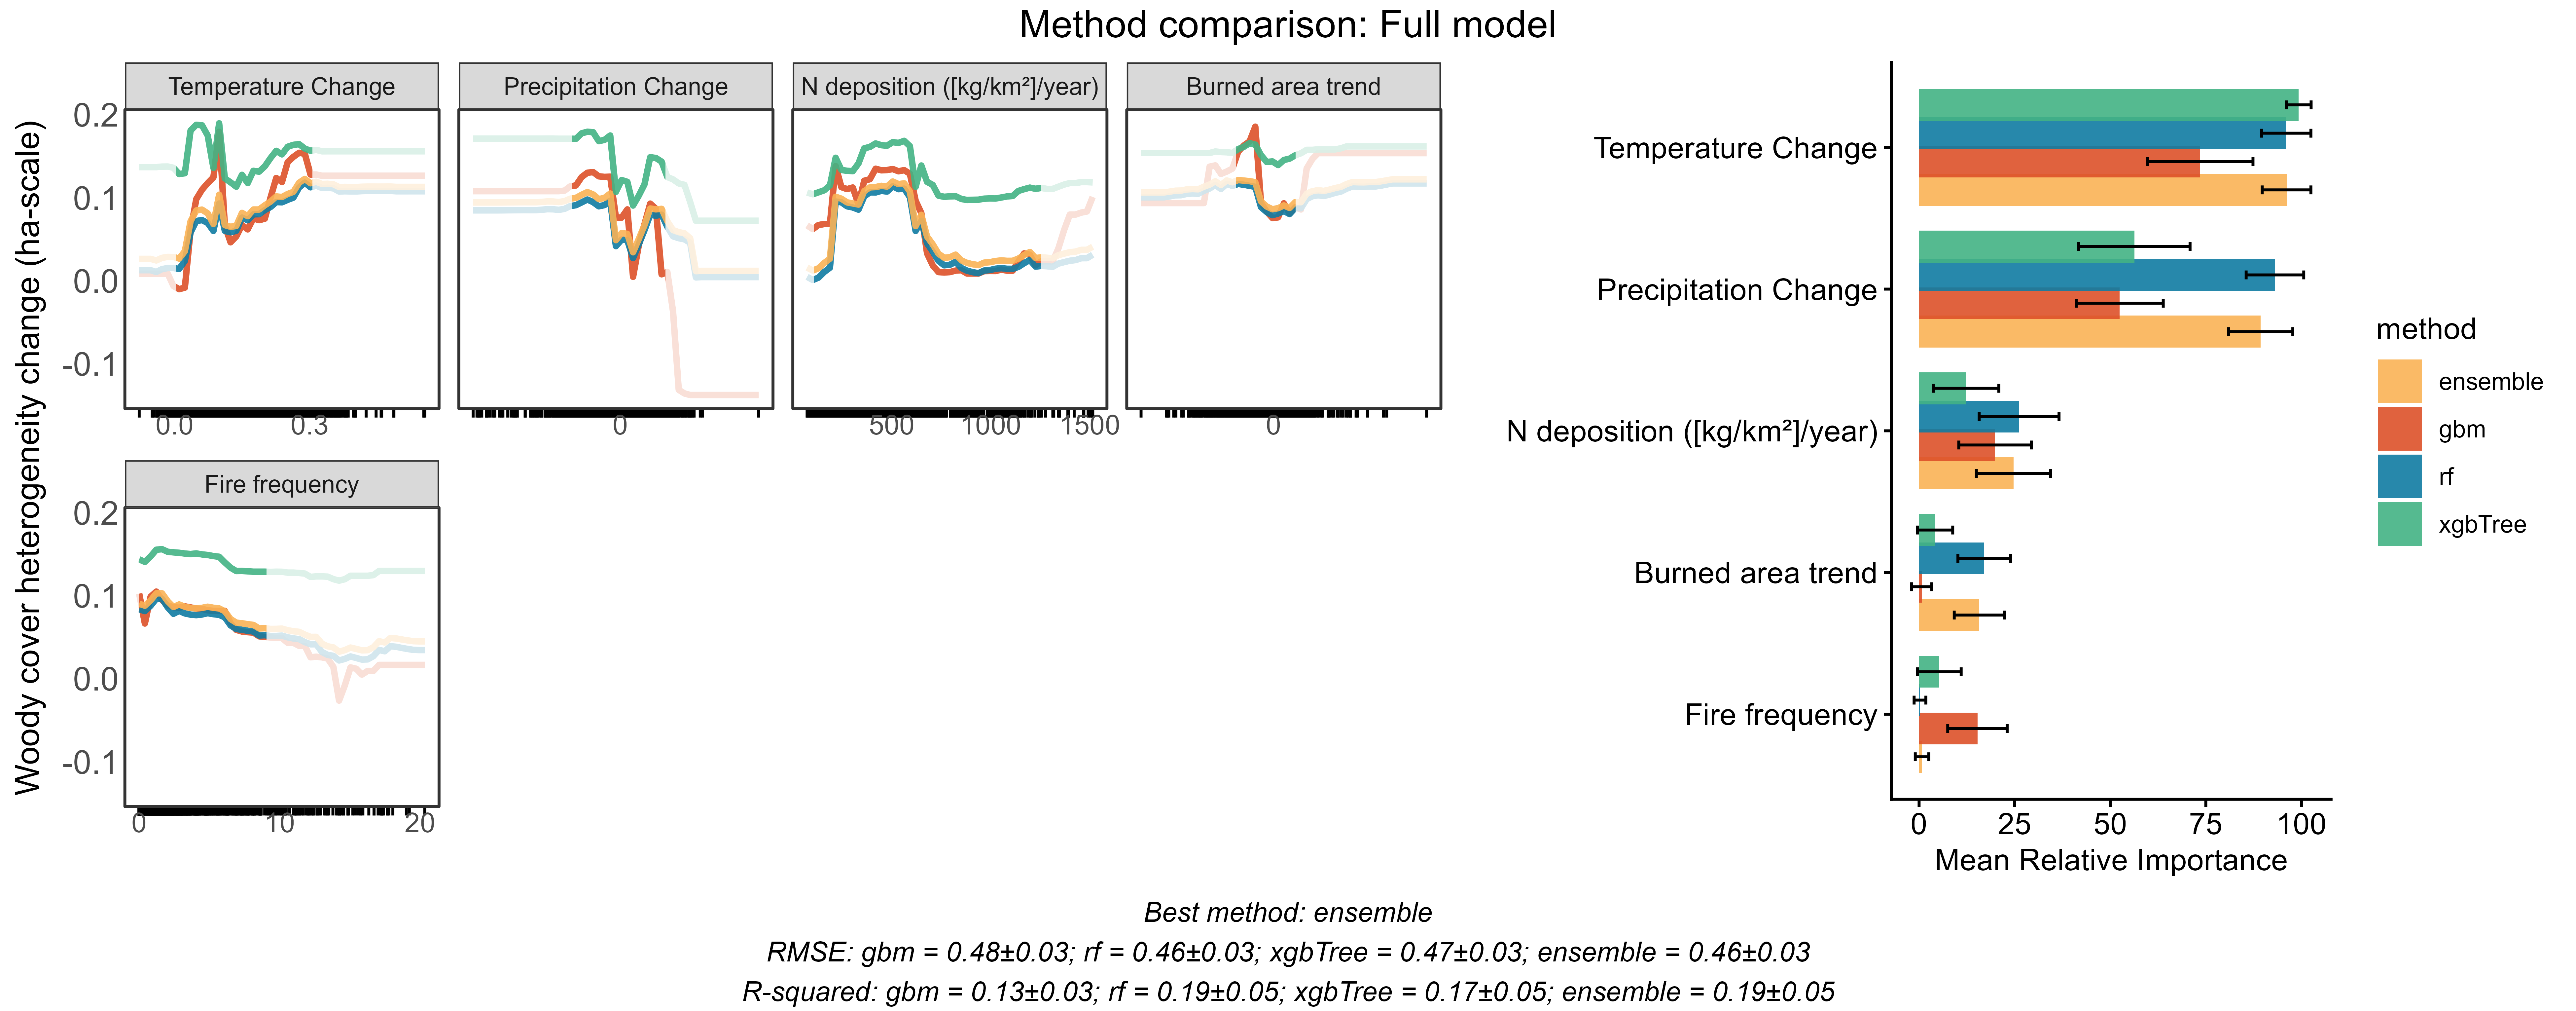 Method comparison: Full model
Woody cover heterogeneity change (ha-scale)
Temperature Change
Precipitation Change
N deposition ([kg/km²]/year)
Burned area trend
0.2
0.1
0.0
-0.1
0.0 0.3
0
500 1000 1500
0
Fire frequency
0.2
0.1
0.0
-0.1
0 10 20
Temperature Change
Precipitation Change
N deposition ([kg/km²]/year)
Burned area trend
Fire frequency
0 25 50 75 100
Mean Relative Importance
method
ensemble
gbm
rf
xgbTree
Best method: ensemble
RMSE: gbm = 0.48±0.03; rf = 0.46±0.03; xgbTree = 0.47±0.03; ensemble = 0.46±0.03
R-squared: gbm = 0.13±0.03; rf = 0.19±0.05; xgbTree = 0.17±0.05; ensemble = 0.19±0.05